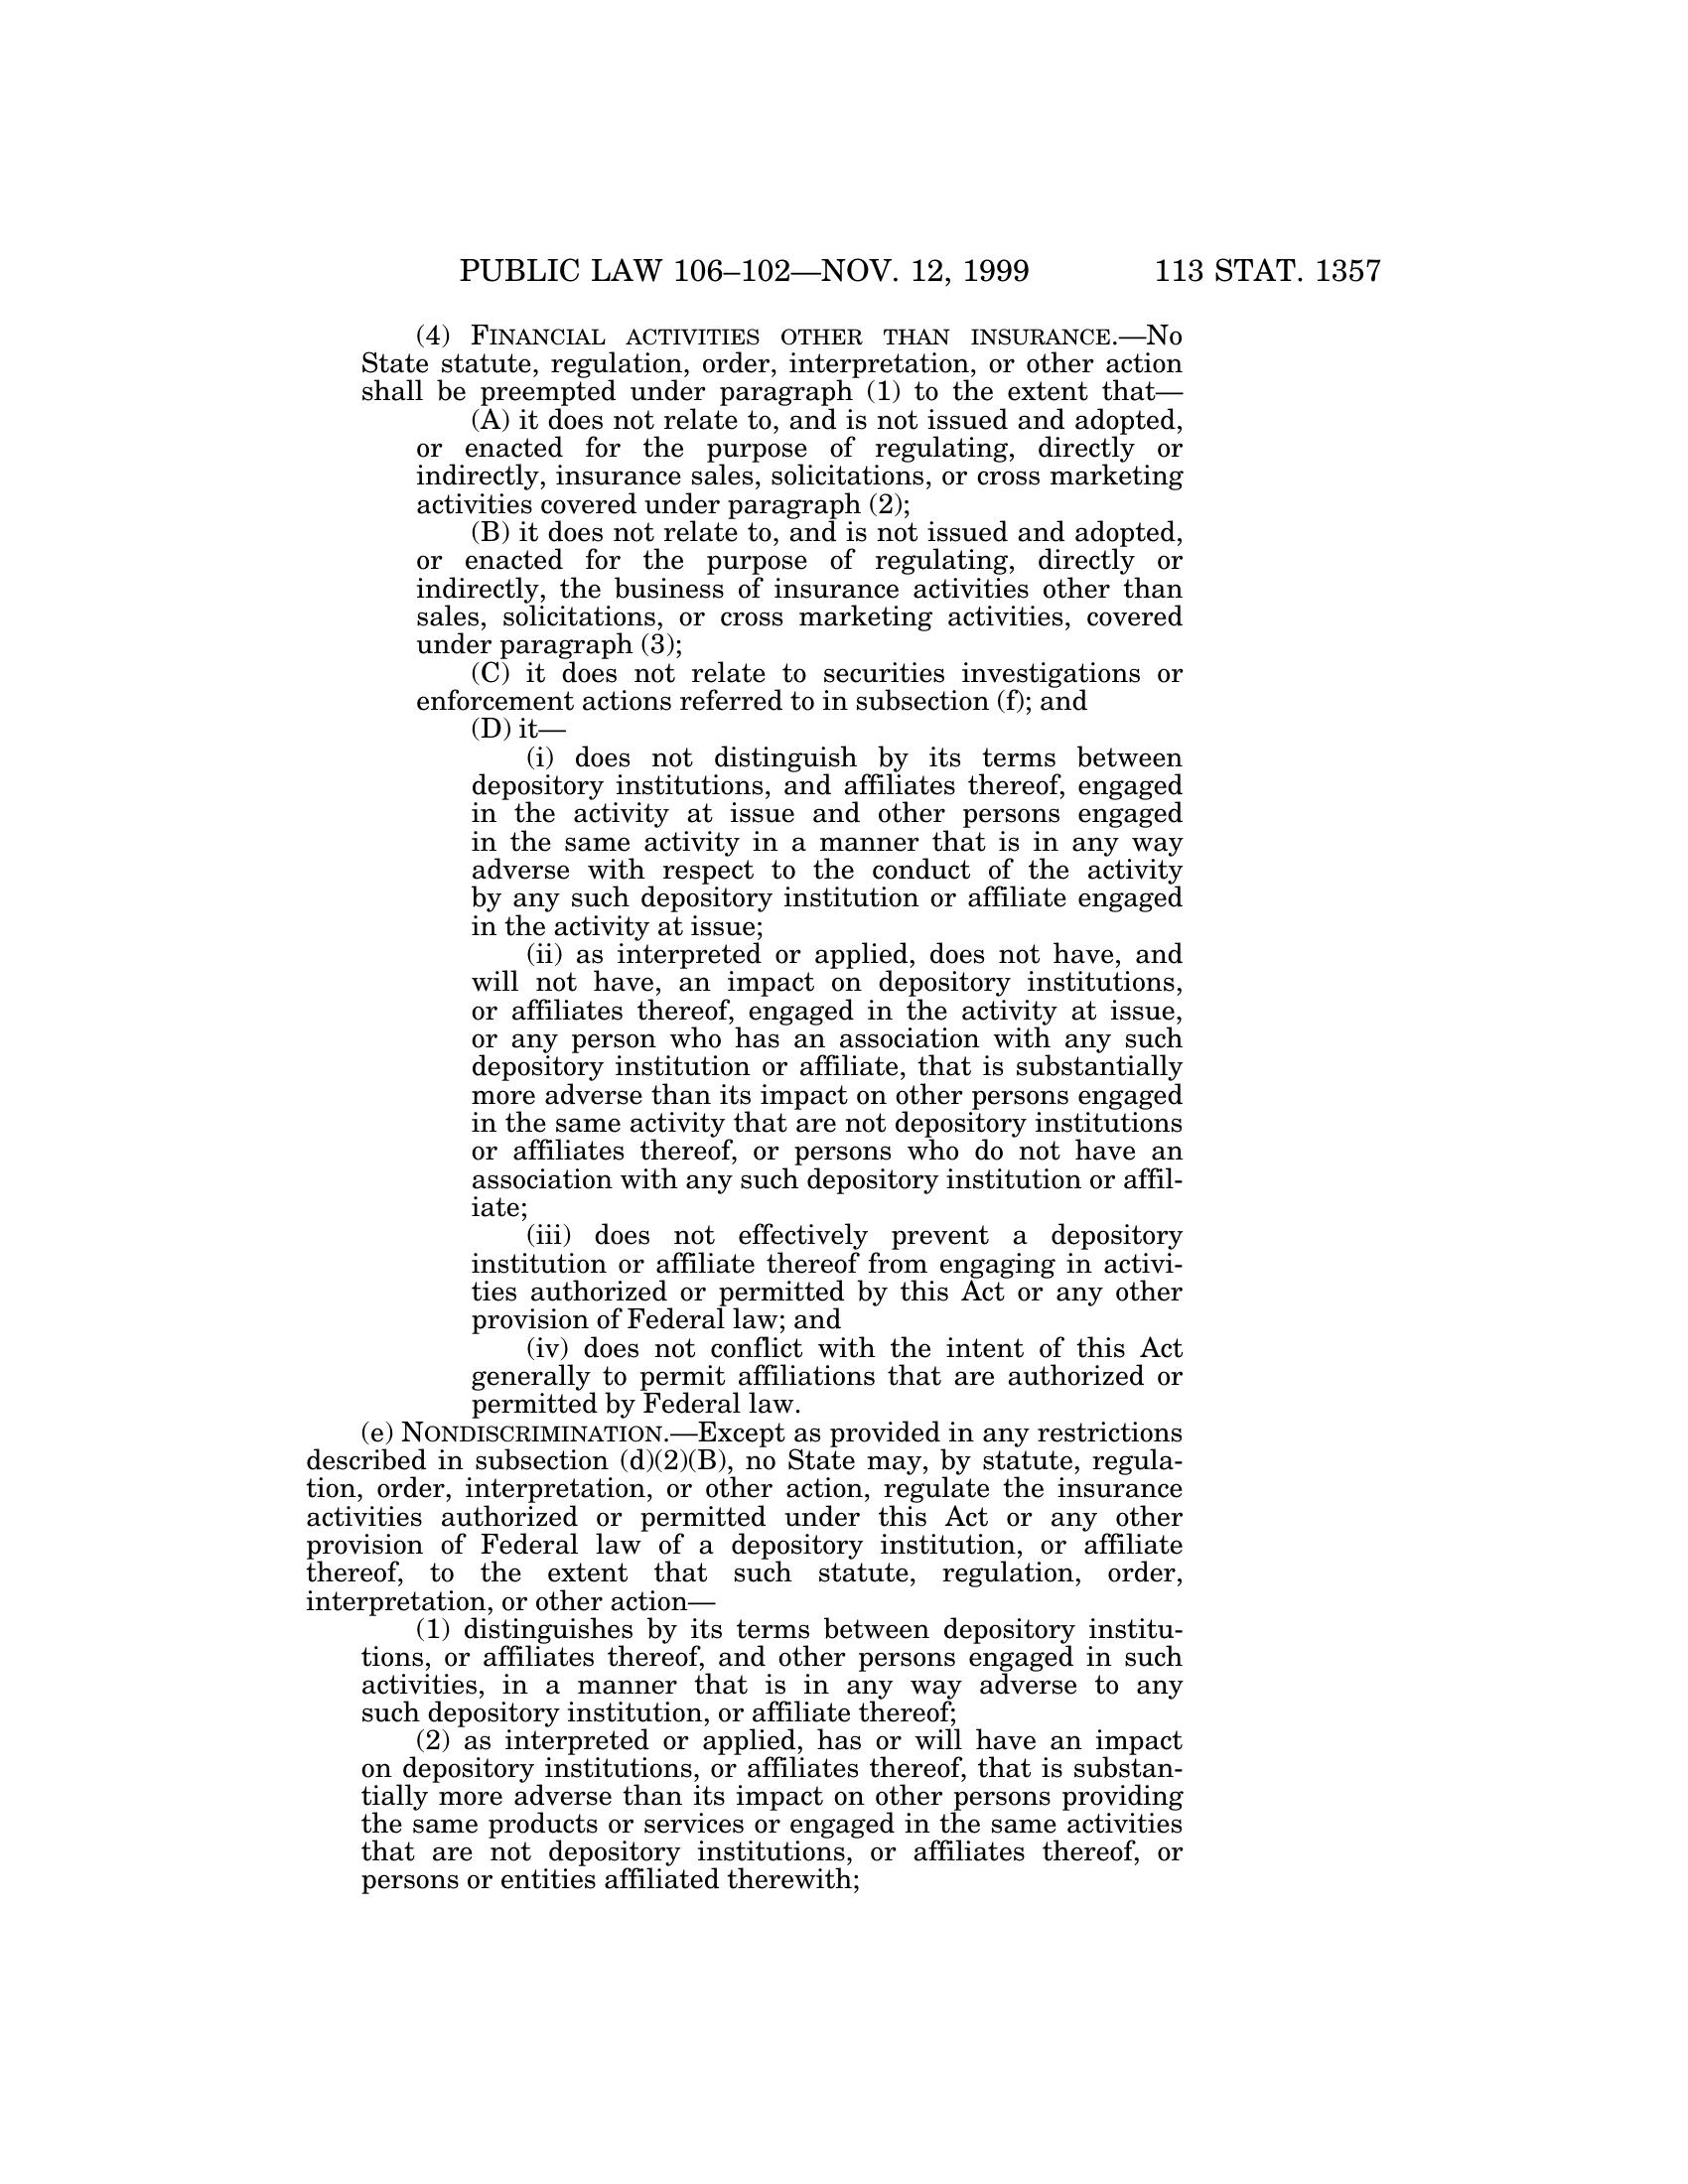 PUBLIC LAW 106–102—NOV. 12, 1999 113 STAT. 1357
(4) FINANCIAL ACTIVITIES OTHER THAN INSURANCE.—No
State statute, regulation, order, interpretation, or other action
shall be preempted under paragraph (1) to the extent that—
(A) it does not relate to, and is not issued and adopted,
or enacted for the purpose of regulating, directly or
indirectly, insurance sales, solicitations, or cross marketing
activities covered under paragraph (2);
(B) it does not relate to, and is not issued and adopted,
or enacted for the purpose of regulating, directly or
indirectly, the business of insurance activities other than
sales, solicitations, or cross marketing activities, covered
under paragraph (3);
(C) it does not relate to securities investigations or
enforcement actions referred to in subsection (f); and
(D) it—
(i) does not distinguish by its terms between
depository institutions, and affiliates thereof, engaged
in the activity at issue and other persons engaged
in the same activity in a manner that is in any way
adverse with respect to the conduct of the activity
by any such depository institution or affiliate engaged
in the activity at issue;
(ii) as interpreted or applied, does not have, and
will not have, an impact on depository institutions,
or affiliates thereof, engaged in the activity at issue,
or any person who has an association with any such
depository institution or affiliate, that is substantially
more adverse than its impact on other persons engaged
in the same activity that are not depository institutions
or affiliates thereof, or persons who do not have an
association with any such depository institution or affil-
iate;
(iii) does not effectively prevent a depository
institution or affiliate thereof from engaging in activi-
ties authorized or permitted by this Act or any other
provision of Federal law; and
(iv) does not conflict with the intent of this Act
generally to permit affiliations that are authorized or
permitted by Federal law.
(e) NONDISCRIMINATION.—Except as provided in any restrictions
described in subsection (d)(2)(B), no State may, by statute, regula-
tion, order, interpretation, or other action, regulate the insurance
activities authorized or permitted under this Act or any other
provision of Federal law of a depository institution, or affiliate
thereof, to the extent that such statute, regulation, order,
interpretation, or other action—
(1) distinguishes by its terms between depository institu-
tions, or affiliates thereof, and other persons engaged in such
activities, in a manner that is in any way adverse to any
such depository institution, or affiliate thereof;
(2) as interpreted or applied, has or will have an impact
on depository institutions, or affiliates thereof, that is substan-
tially more adverse than its impact on other persons providing
the same products or services or engaged in the same activities
that are not depository institutions, or affiliates thereof, or
persons or entities affiliated therewith;